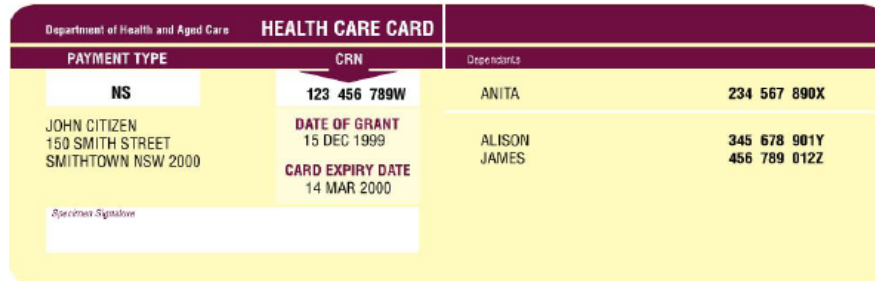 Department of Health and Aged Care HEALTH CARE CARD
PAYMENT TYPE CRN Dependants
NS 123 456 789W
JOHN CITIZEN
150 SMITH STREET
SMITHTOWN NSW 2000
DATE OF GRANT
15 DEC 1999
CARD EXPIRY DATE
14 MAR 2000
Specimen Signature
ANITA 234 567 890X
ALISON 345 678 901Y
JAMES 456 789 012Z